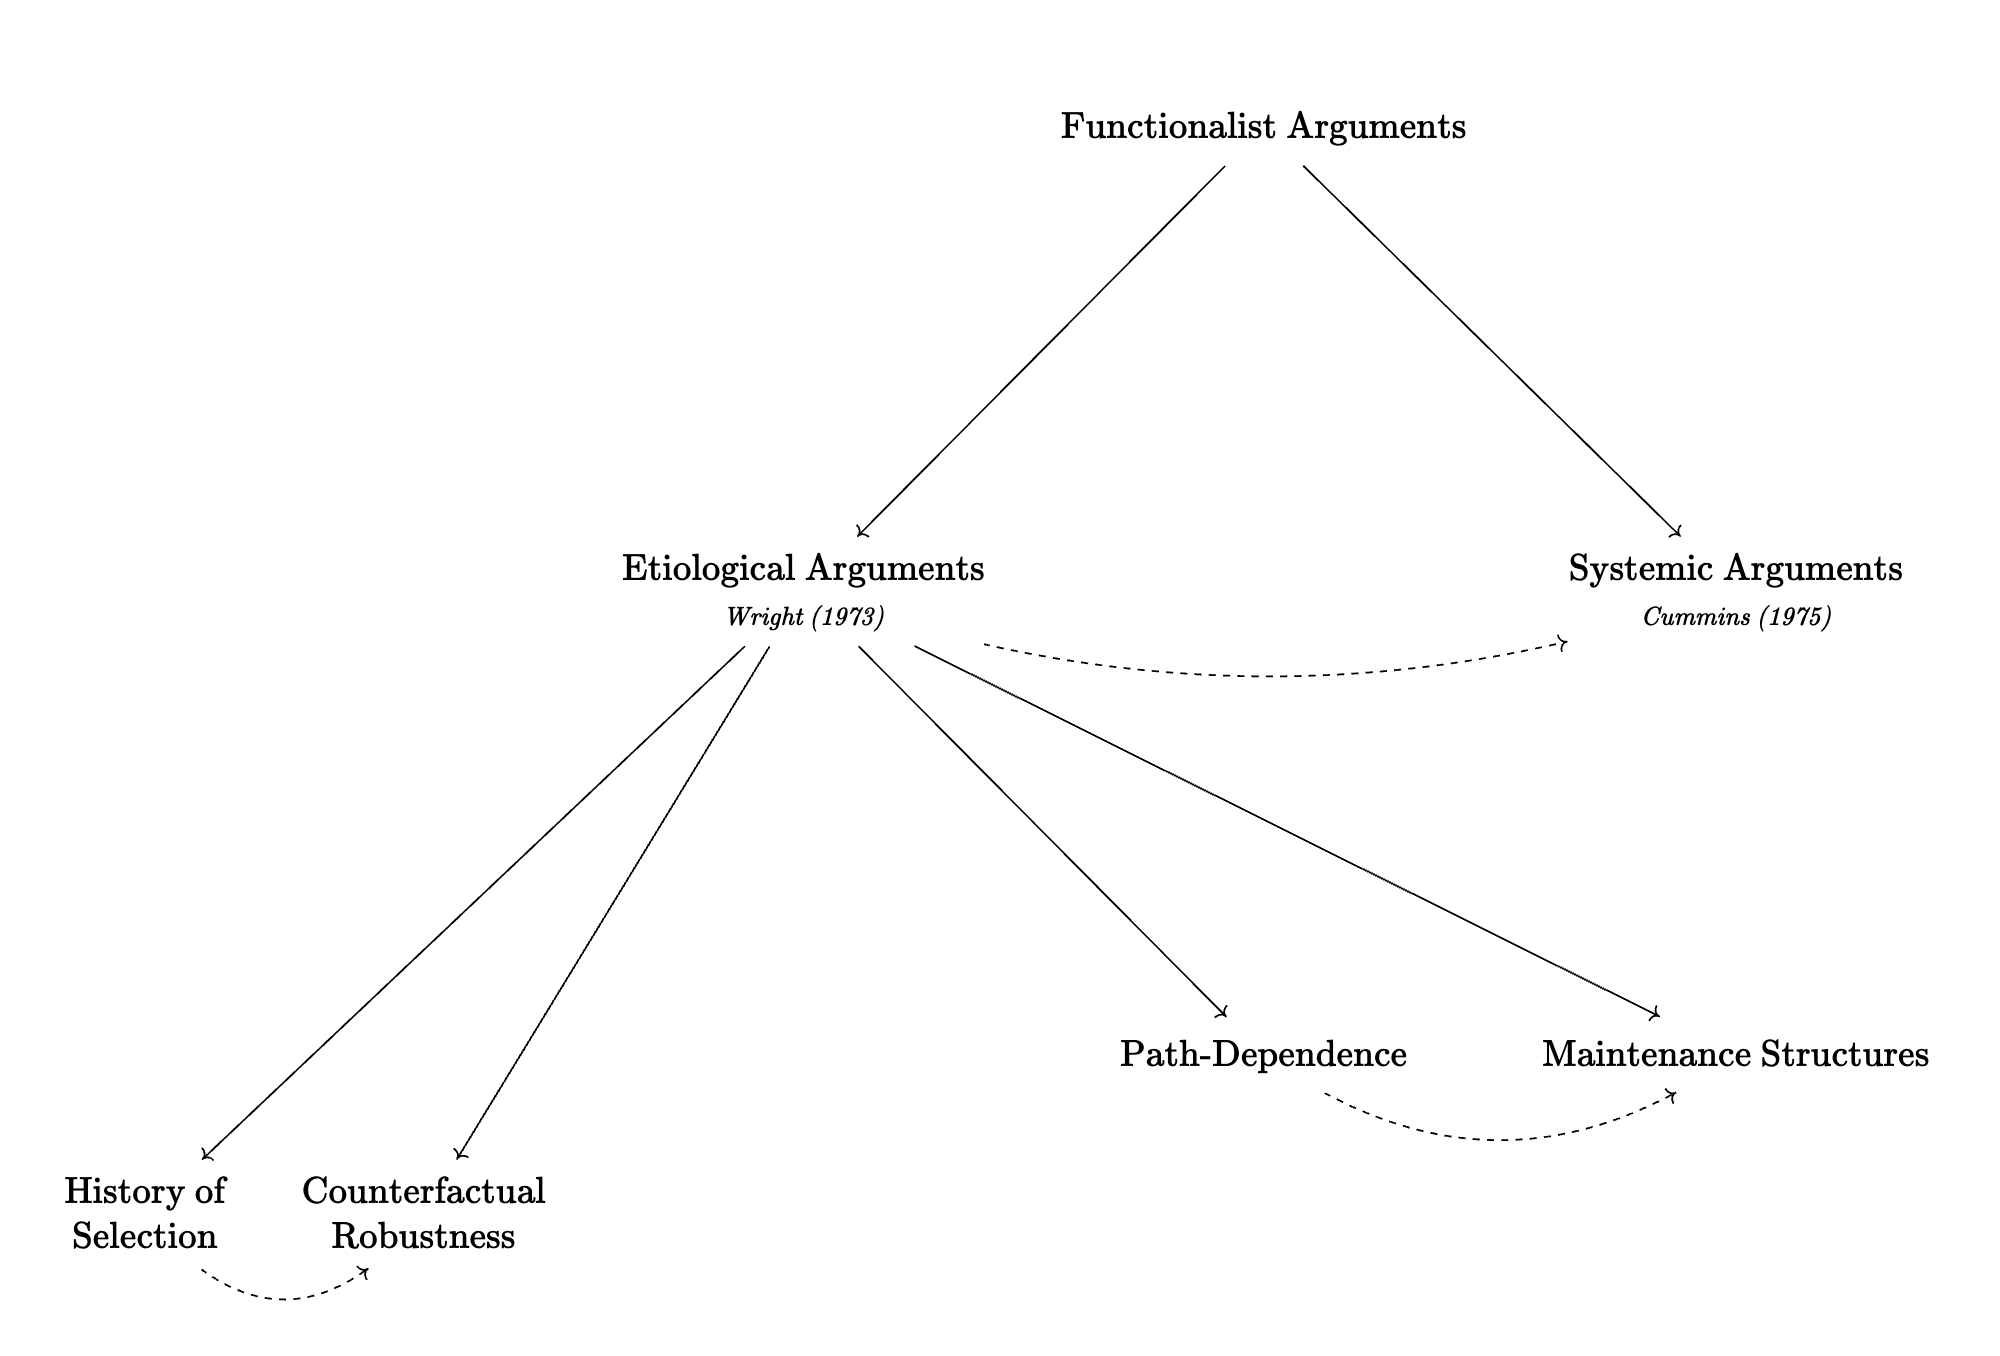 Functionalist Arguments
Etiological Arguments
Wright (1973)
Systemic Arguments
Cummins (1975)
Path-Dependence
Maintenance Structures
History of
Selection
Counterfactual
Robustness